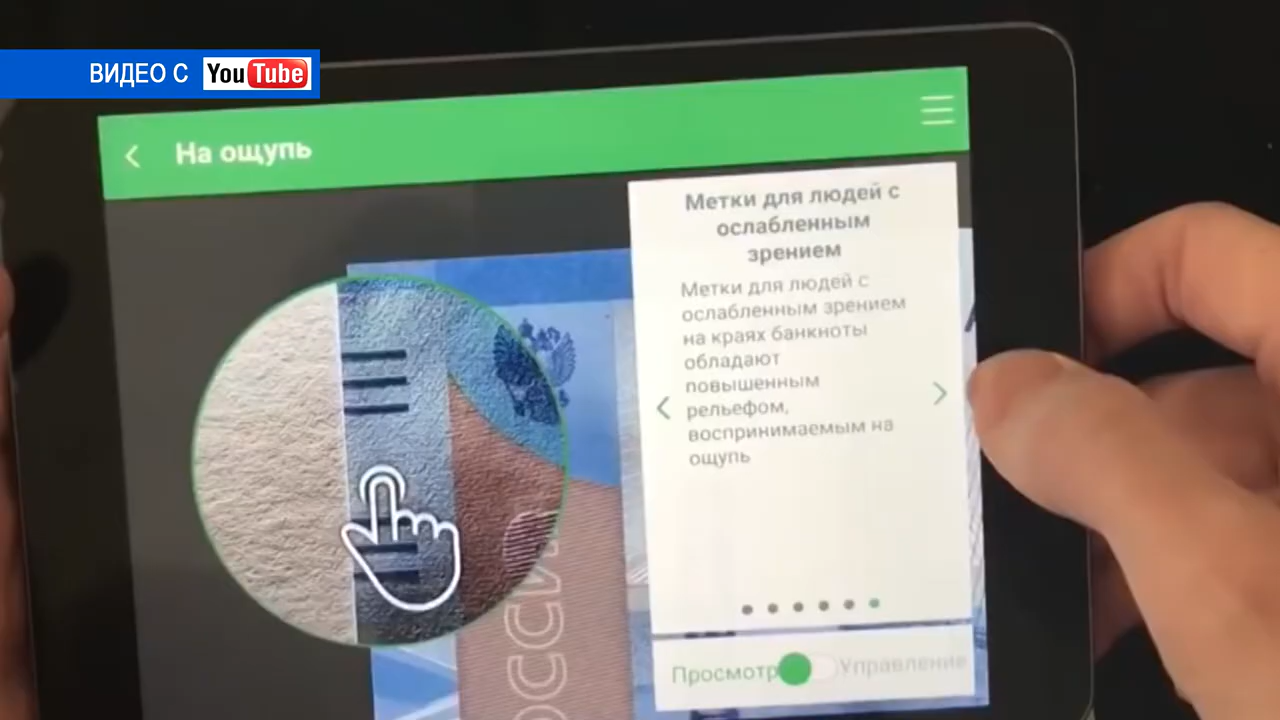 ВИДЕО С YouTube
На ощупь
Метки для людей с
ослабленным
зрением
Метки для людей с
ослабленным зрением
на краях банкноты
обладают
повышенным
рельефом,
воспринимаемым на
ощупь
Просмотр Управление